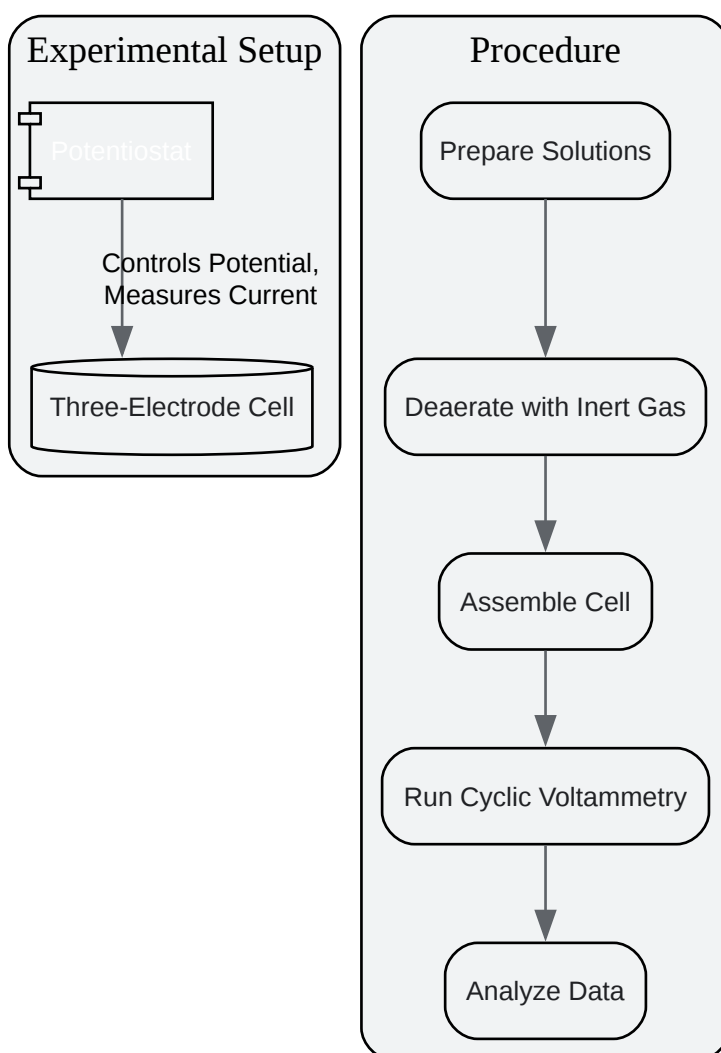 Experimental Setup
Potentiostat
Controls Potential,
Measures Current
Three-Electrode Cell
Procedure
Prepare Solutions
Deaerate with Inert Gas
Assemble Cell
Run Cyclic Voltammetry
Analyze Data